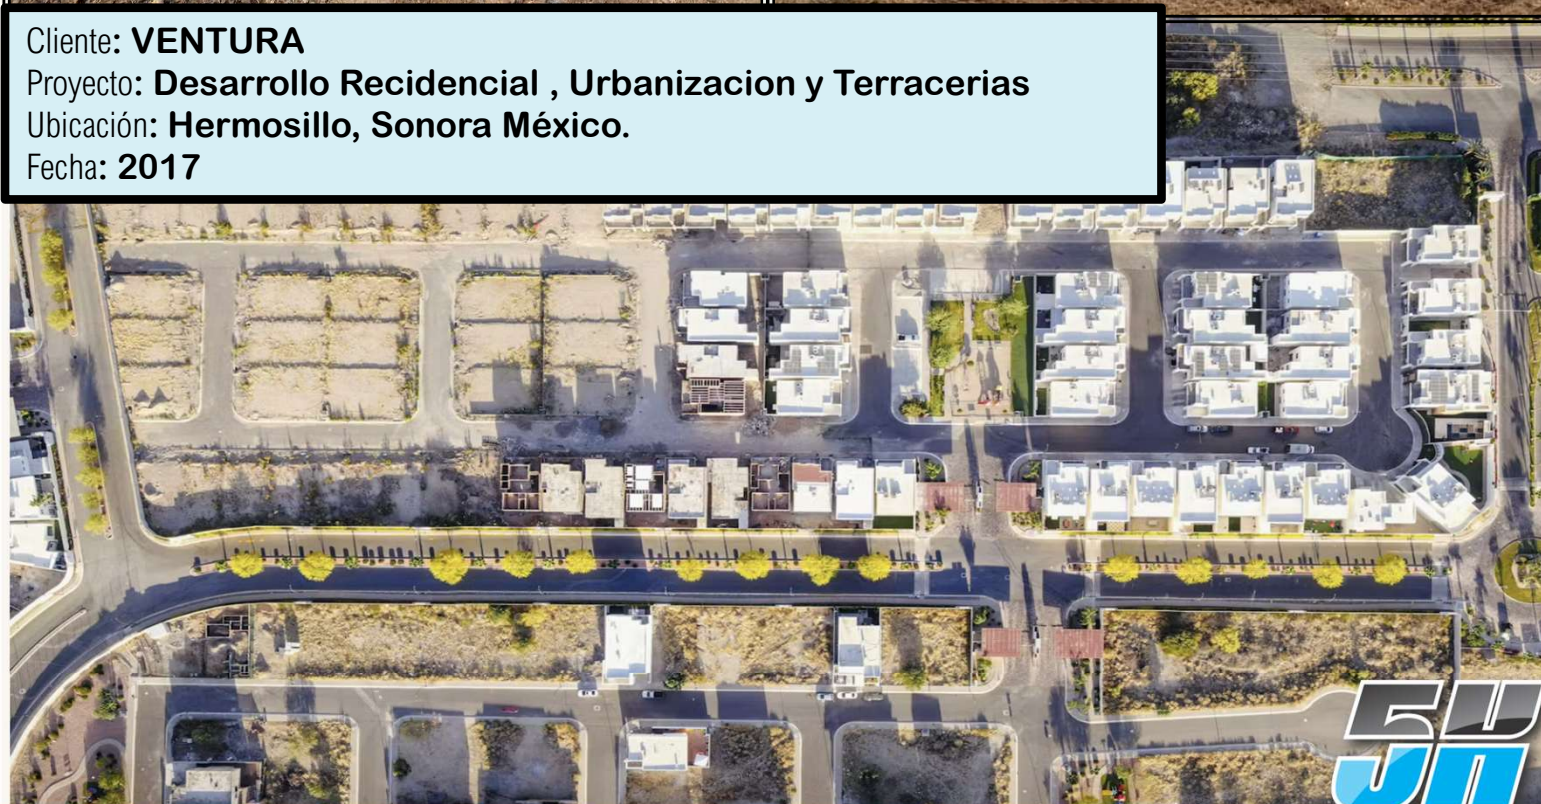 Cliente: VENTURA
Proyecto: Desarrollo Recidencial , Urbanizacion y Terracerias
Ubicación: Hermosillo, Sonora México.
Fecha: 2017